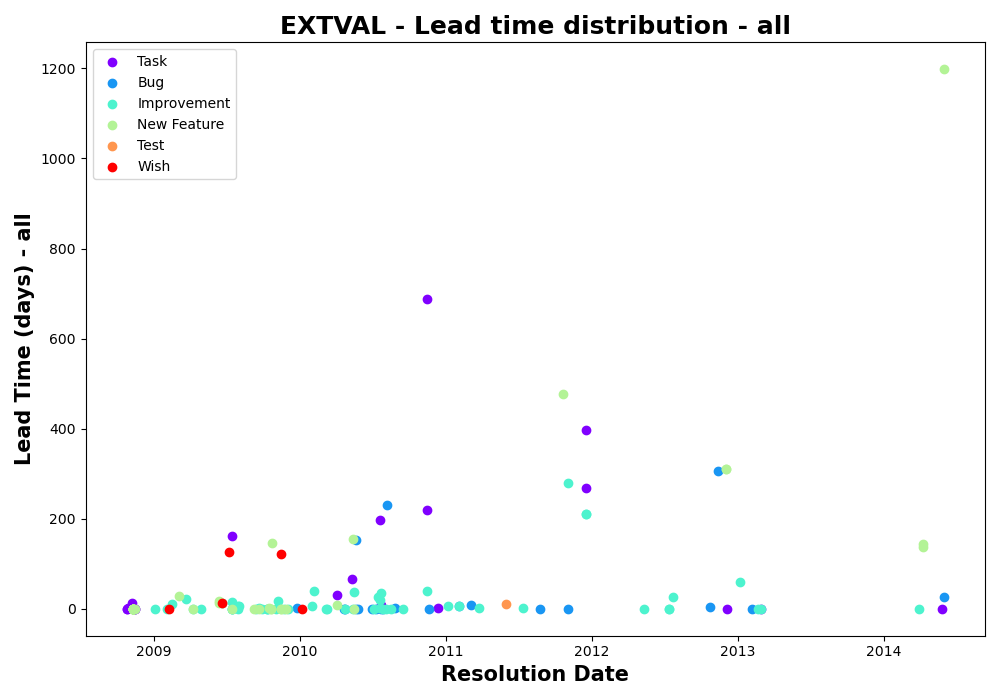 EXTVAL - Lead time distribution - all
Task
Bug
Improvement
New Feature
Test
Wish
Lead Time (days) - all
1200
1000
800
600
400
200
0
2009
2010
2011
2012
2013
2014
Resolution Date